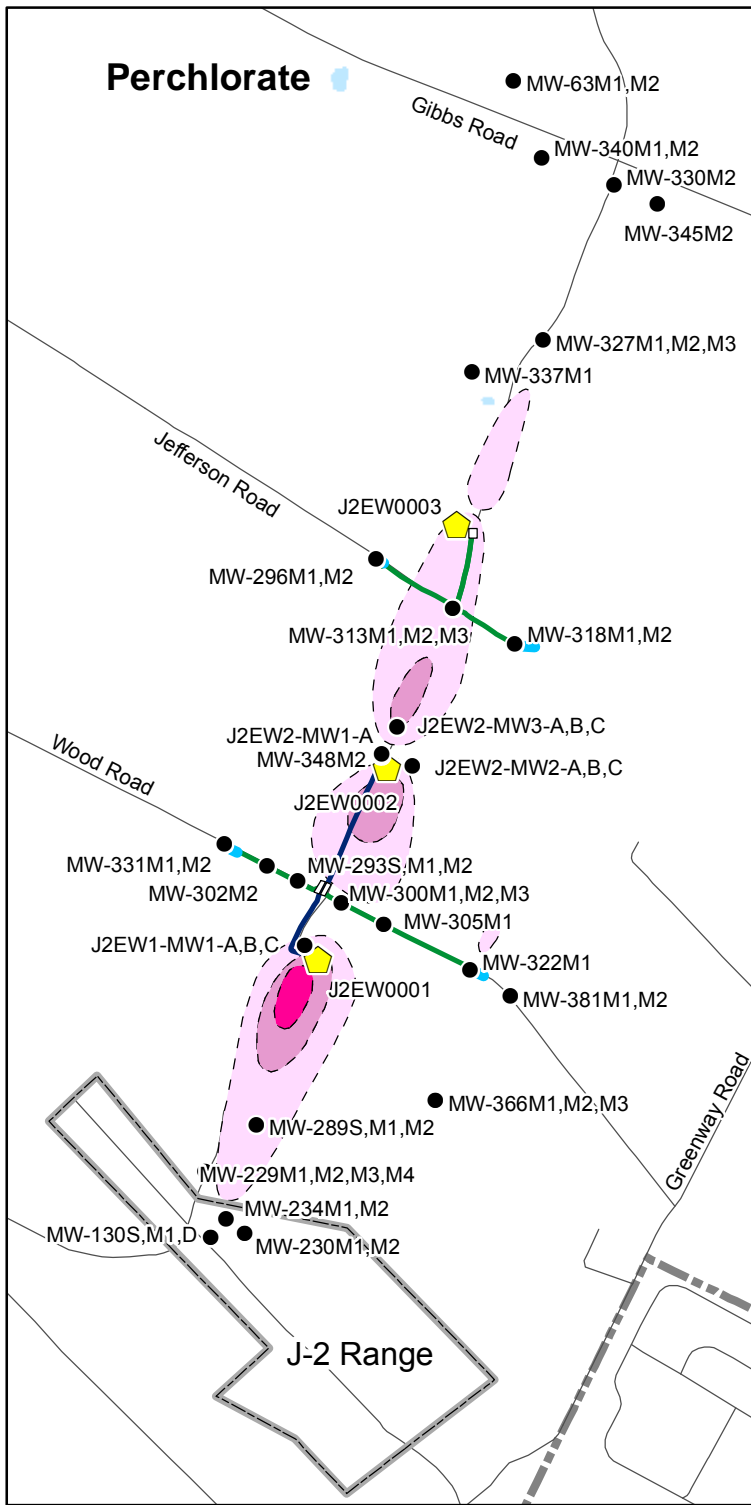 Perchlorate
MW-63M1,M2
Gibbs Road
MW-340M1,M2
MW-330M2
MW-345M2
MW-327M1,M2,M3
MW-337M1
Jefferson Road
J2EW0003
MW-296M1,M2
MW-313M1,M2,M3
MW-318M1,M2
J2EW2-MW3-A,B,C
J2EW2-MW1-A
MW-348M2
J2EW2-MW2-A,B,C
Wood Road
J2EW0002
MW-331M1,M2
MW-293S,M1,M2
MW-302M2
MW-300M1,M2,M3
MW-305M1
J2EW1-MW1-A,B,C
MW-322M1
J2EW0001
MW-381M1,M2
MW-366M1,M2,M3
Greenway Road
MW-289S,M1,M2
MW-229M1,M2,M3,M4
MW-234M1,M2
MW-130S,M1,D
MW-230M1,M2
J-2 Range